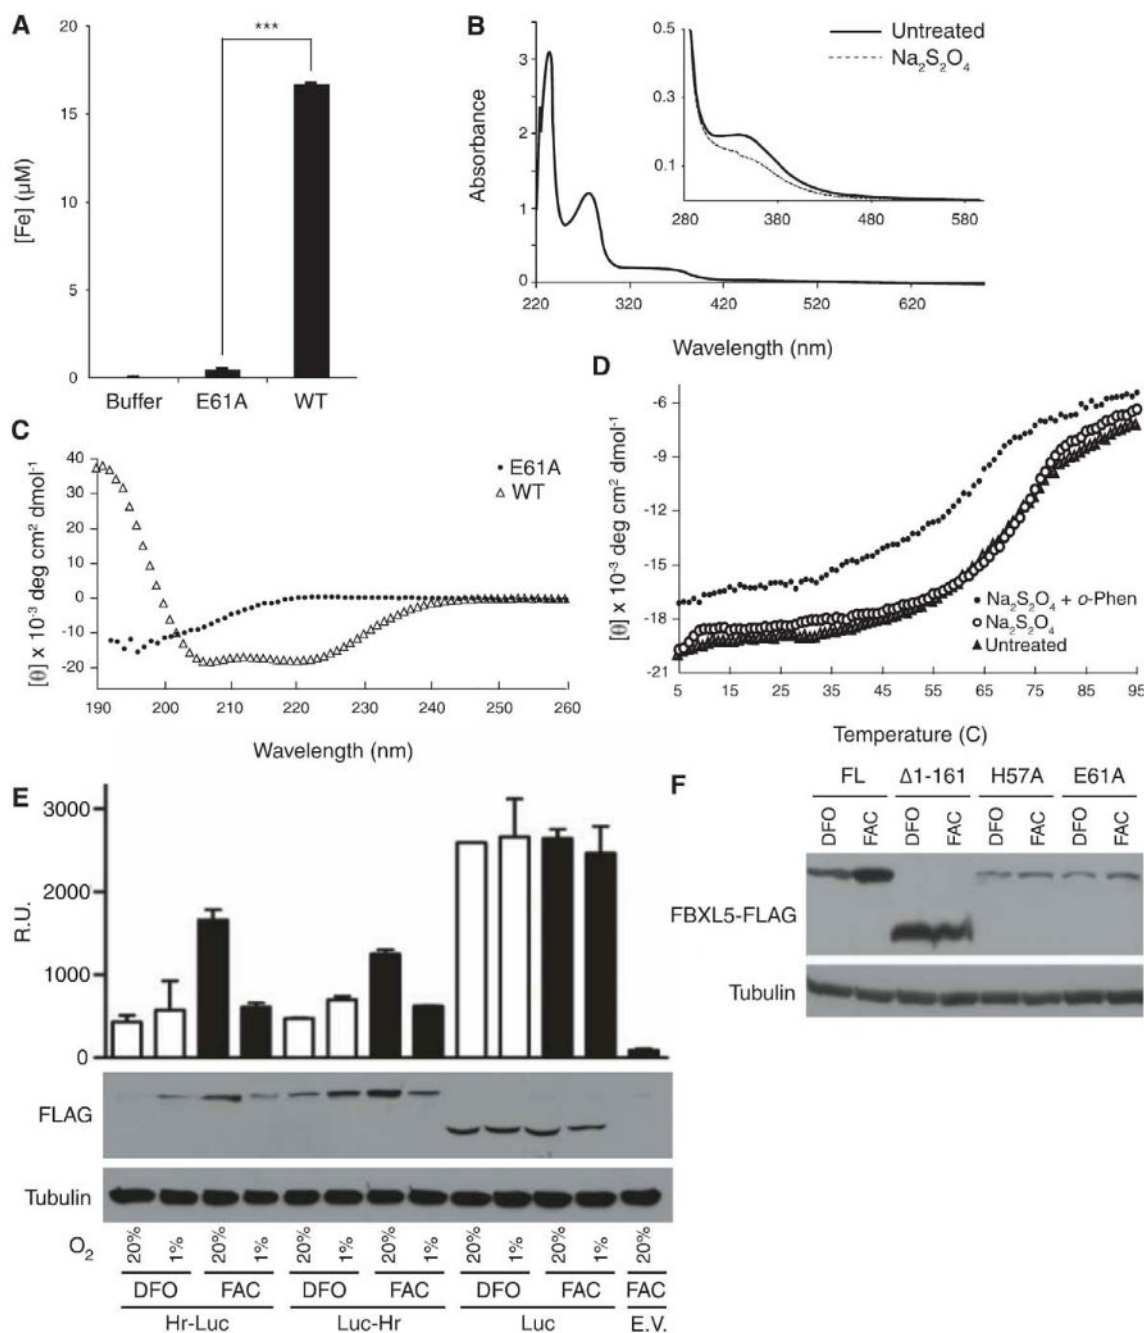 A
20
15
10
5
0
[Fe] (µM)
***
Buffer E61A WT
B
3
2
1
0
Absorbance
220 320 420 520 620
Wavelength (nm)
0.5
0.3
0.1
280 380 480 580
Untreated
Na2S2O4
C
40
30
20
10
0
-10
-20
[θ] x 10-3 deg cm2 dmol-1
E61A
WT
190 200 210 220 230 240 250 260
Wavelength (nm)
D
-6
-9
-12
-15
-18
-21
[θ] x 10-3 deg cm2 dmol-1
Na2S2O4 + o-Phen
Na2S2O4
Untreated
5 15 25 35 45 55 65 75 85 95
Temperature (C)
E
3000
2000
1000
0
R.U.
FLAG
Tubulin
O2 20% 1% 20% 1% 20% 1% 20% 1% 20% 1% 20% 1% 20%
DFO FAC DFO FAC DFO FAC FAC
Hr-Luc Luc-Hr Luc E.V.
F
FL Δ1-161 H57A E61A
DFO FAC DFO FAC DFO FAC DFO FAC
FBXL5-FLAG
Tubulin